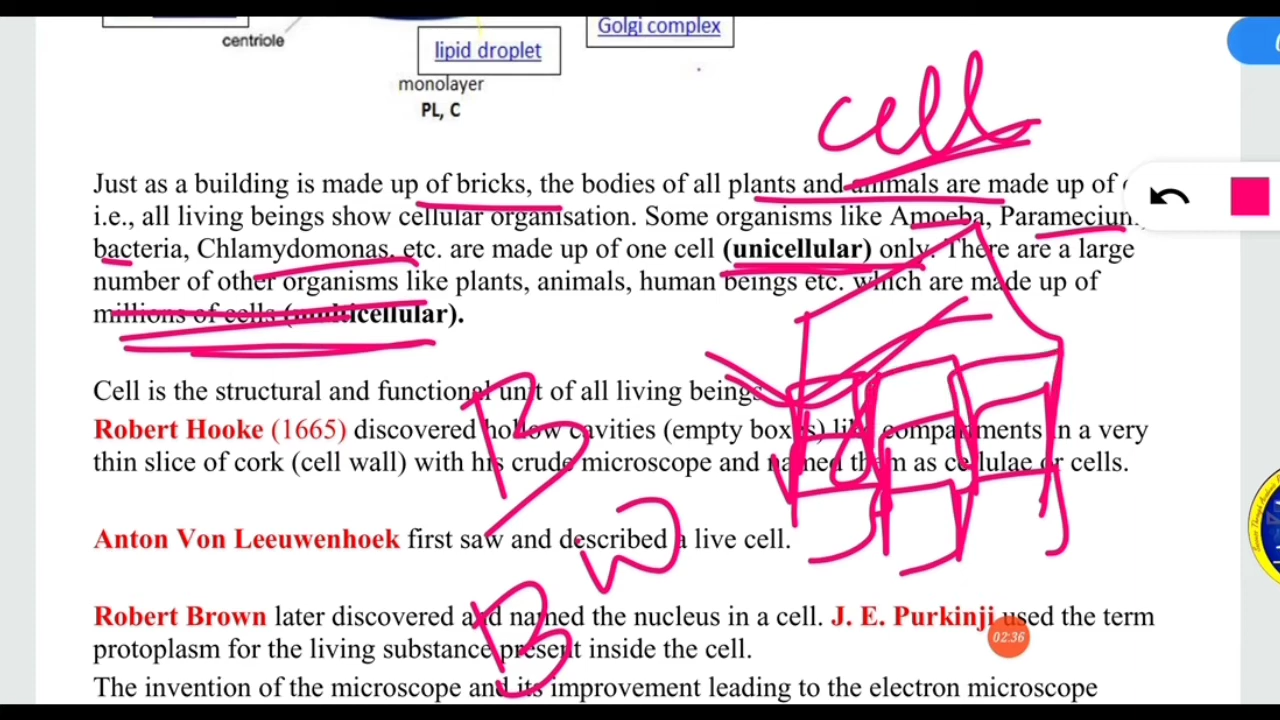 centriole
Golgi complex
lipid droplet
monolayer
PL, C
cell
Just as a building is made up of bricks, the bodies of all plants and animals are made up of
i.e., all living beings show cellular organisation. Some organisms like Amoeba, Paramecium,
bacteria, Chlamydomonas, etc. are made up of one cell (unicellular) only. There are a large
number of other organisms like plants, animals, human beings etc. which are made up of
millions of cells (multicellular).
Cell is the structural and functional unit of all living beings
Robert Hooke (1665) discovered hollow cavities (empty boxes) like compartments in a very
thin slice of cork (cell wall) with his crude microscope and named them as cellulae or cells.
B
W
Anton Von Leeuwenhoek first saw and described a live cell.
B
Robert Brown later discovered and named the nucleus in a cell. J. E. Purkinji used the term
02:36
protoplasm for the living substance present inside the cell.
The invention of the microscope and its improvement leading to the electron microscope